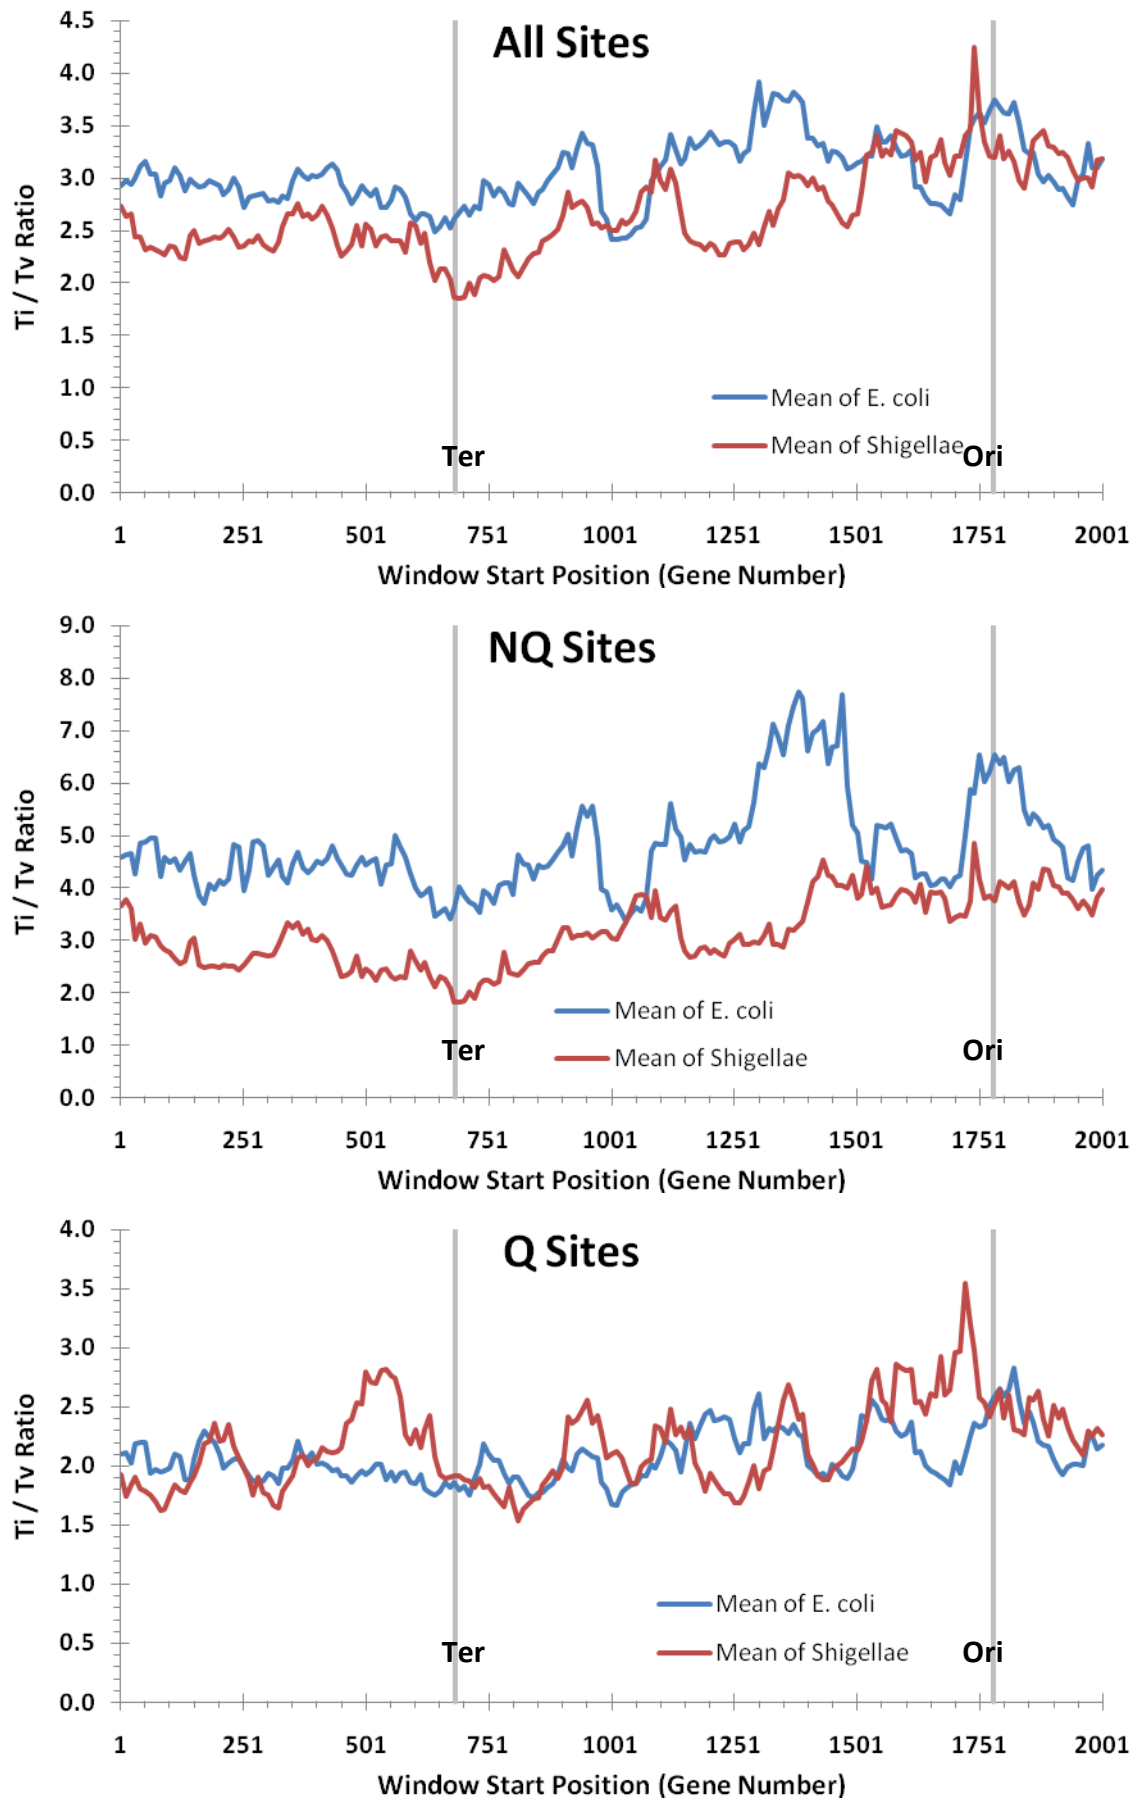 All Sites
4.5
4.0
3.5
3.0
2.5
2.0
1.5
1.0
0.5
0.0
Ti / Tv Ratio
Mean of E. coli
Mean of Shigellae
Ter
Ori
1 251 501 751 1001 1251 1501 1751 2001
Window Start Position (Gene Number)
NQ Sites
9.0
8.0
7.0
6.0
5.0
4.0
3.0
2.0
1.0
0.0
Ti / Tv Ratio
Mean of E. coli
Mean of Shigellae
Ter
Ori
1 251 501 751 1001 1251 1501 1751 2001
Window Start Position (Gene Number)
Q Sites
4.0
3.5
3.0
2.5
2.0
1.5
1.0
0.5
0.0
Ti / Tv Ratio
Mean of E. coli
Mean of Shigellae
Ter
Ori
1 251 501 751 1001 1251 1501 1751 2001
Window Start Position (Gene Number)